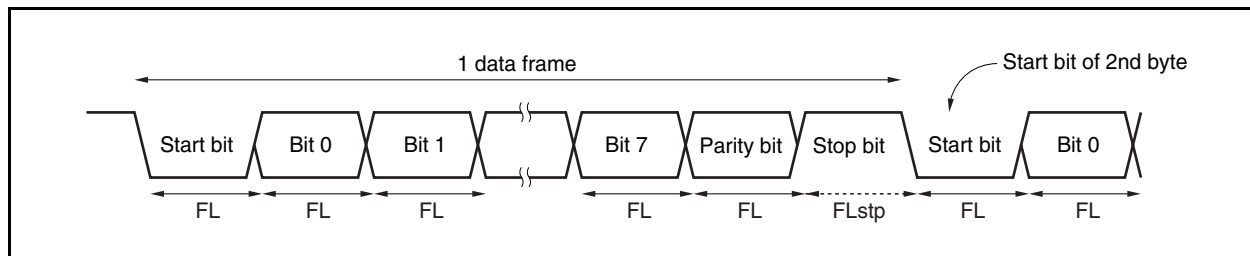 1 data frame
Start bit of 2nd byte
Start bit Bit 0 Bit 1 Bit 7 Parity bit Stop bit Start bit Bit 0
FL FL FL FL FL FLstp FL FL